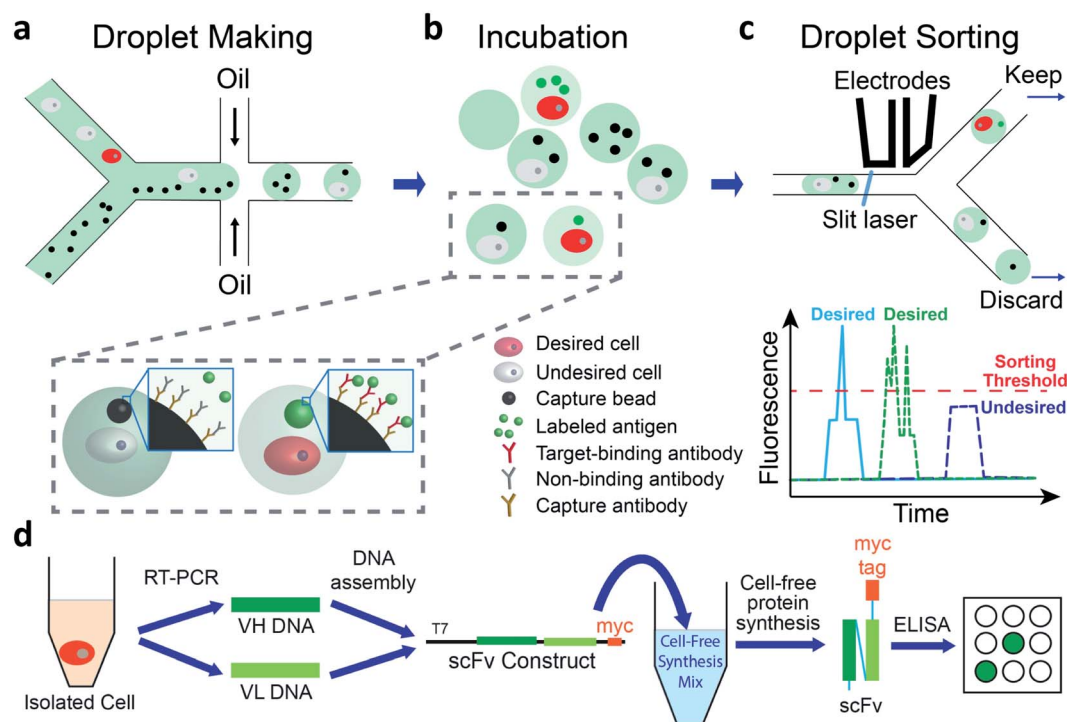 a
Droplet Making
Oil
Oil
b
Incubation
c
Droplet Sorting
Electrodes
Keep
Slit laser
Discard
Desired cell
Undesired cell
Capture bead
Labeled antigen
Target-binding antibody
Non-binding antibody
Capture antibody
Fluorescence
Desired
Desired
Sorting
Threshold
Undesired
Time
d
Isolated Cell
RT-PCR
VH DNA
VL DNA
DNA
assembly
T7
myc
scFv Construct
Cell-Free
Synthesis
Mix
Cell-free
protein
synthesis
myc
tag
scFv
ELISA